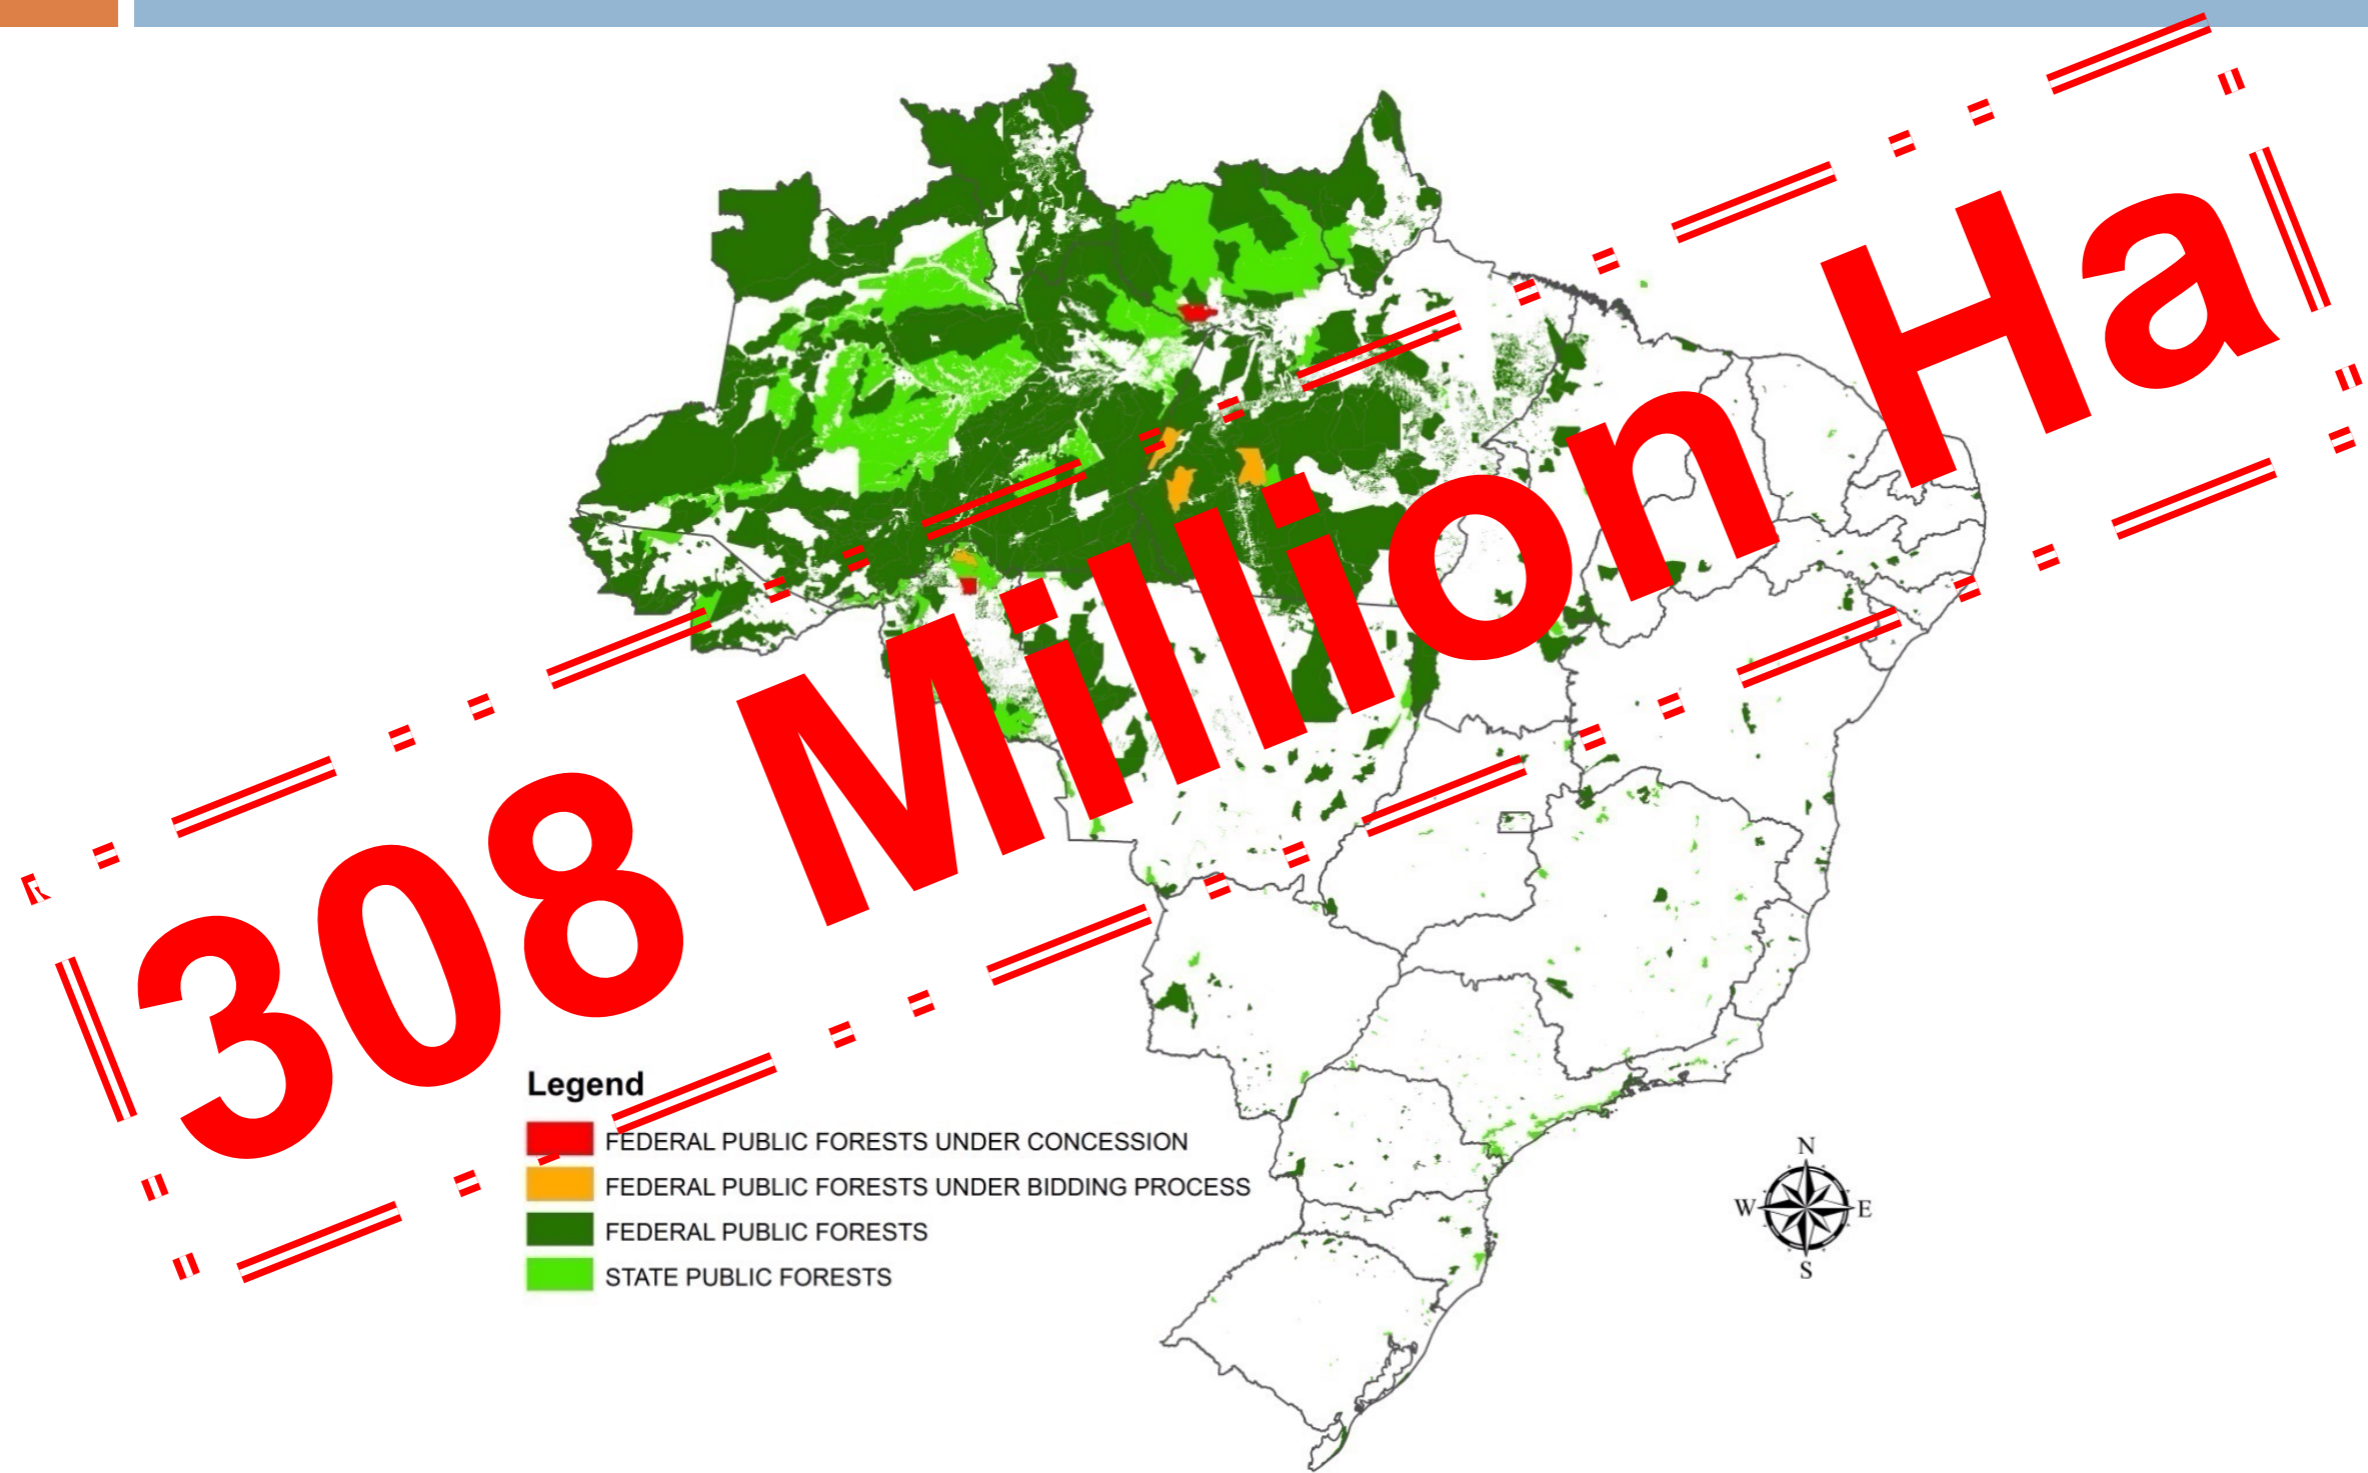 308 Million Ha
Legend
FEDERAL PUBLIC FORESTS UNDER CONCESSION
FEDERAL PUBLIC FORESTS UNDER BIDDING PROCESS
FEDERAL PUBLIC FORESTS
STATE PUBLIC FORESTS
N
W E
S